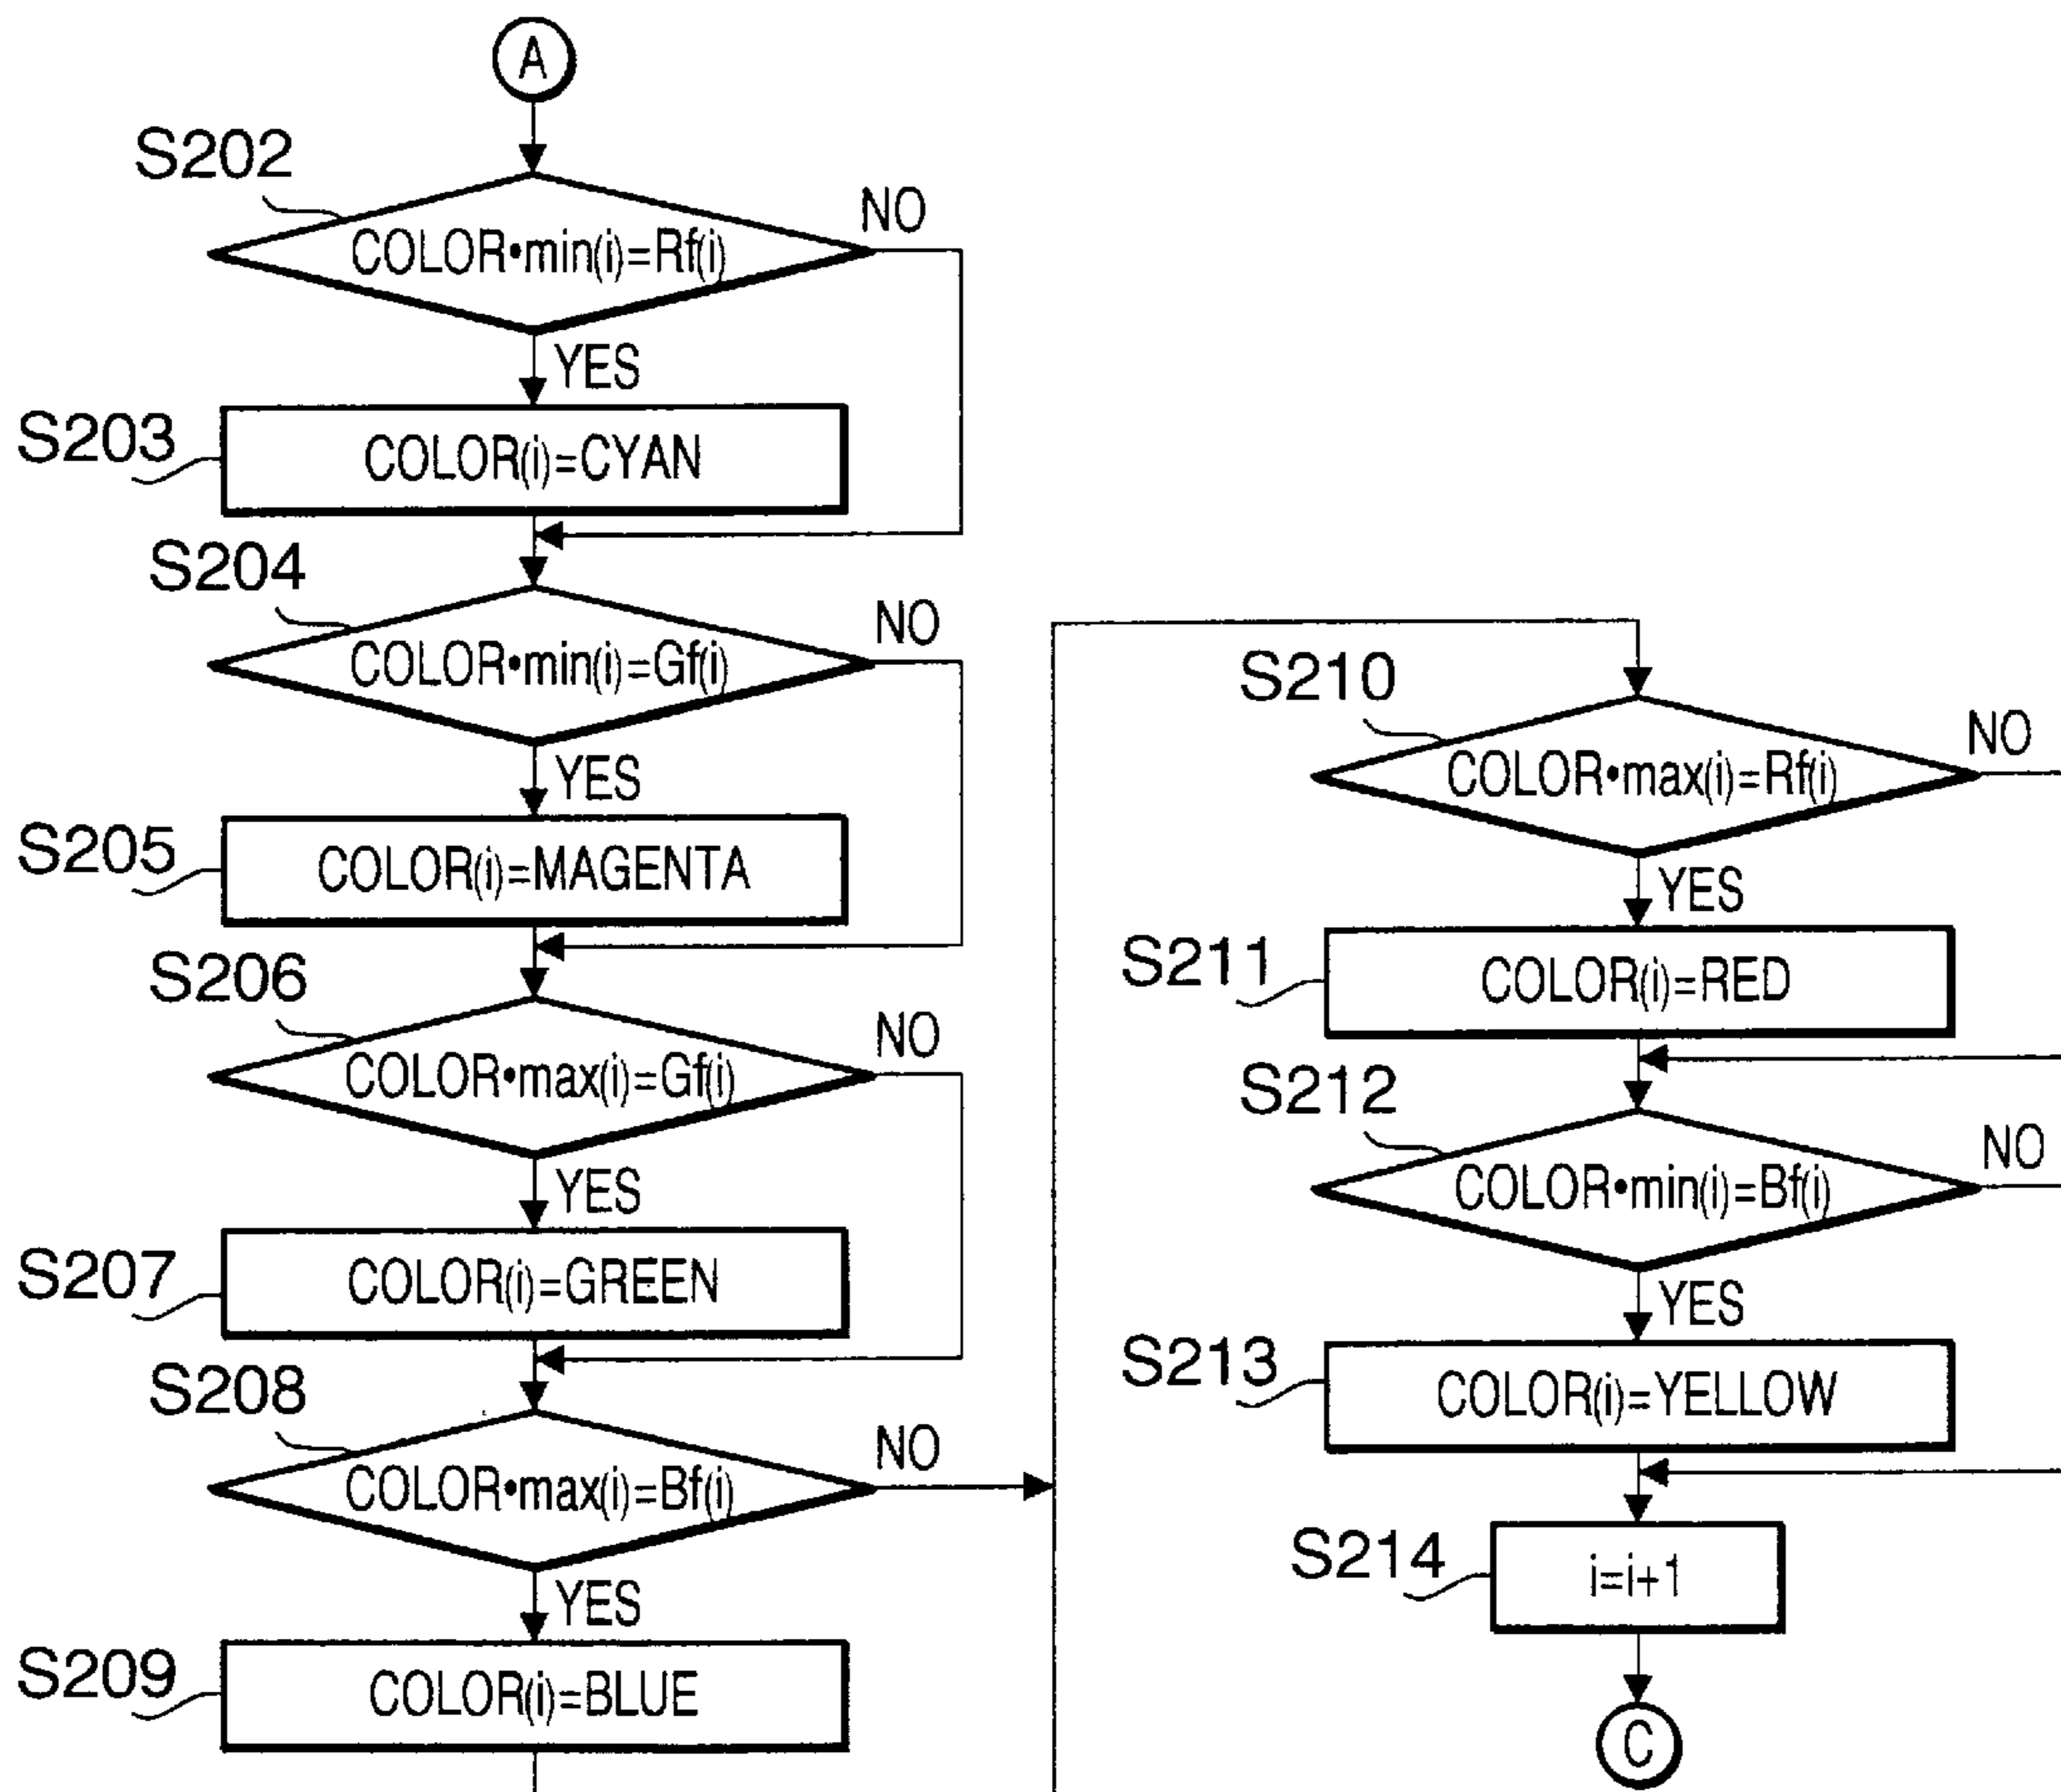 A
S202
COLOR•min(i)=Rf(i)
NO
YES
S203
COLOR(i)=CYAN
S204
COLOR•min(i)=Gf(i)
NO
YES
S205
COLOR(i)=MAGENTA
S206
COLOR•max(i)=Gf(i)
NO
YES
S207
COLOR(i)=GREEN
S208
COLOR•max(i)=Bf(i)
NO
YES
S209
COLOR(i)=BLUE
S210
COLOR•max(i)=Rf(i)
NO
YES
S211
COLOR(i)=RED
S212
COLOR•min(i)=Bf(i)
NO
YES
S213
COLOR(i)=YELLOW
S214
i=i+1
C